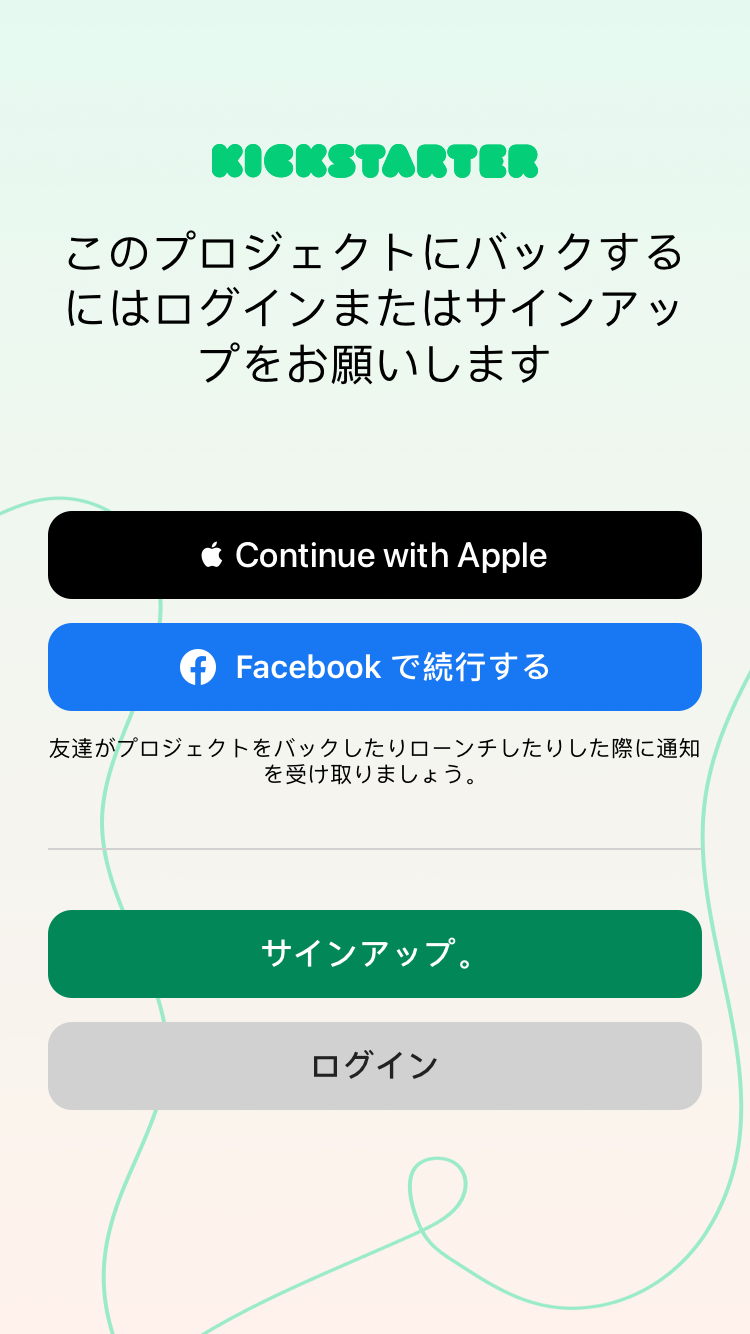 KICKSTARTER
このプロジェクトにバックする
にはログインまたはサインアッ
プをお願いします
Continue with Apple
Facebook で続行する
友達がプロジェクトをバックしたりローンチしたりした際に通知
を受け取りましょう。
サインアップ。
ログイン